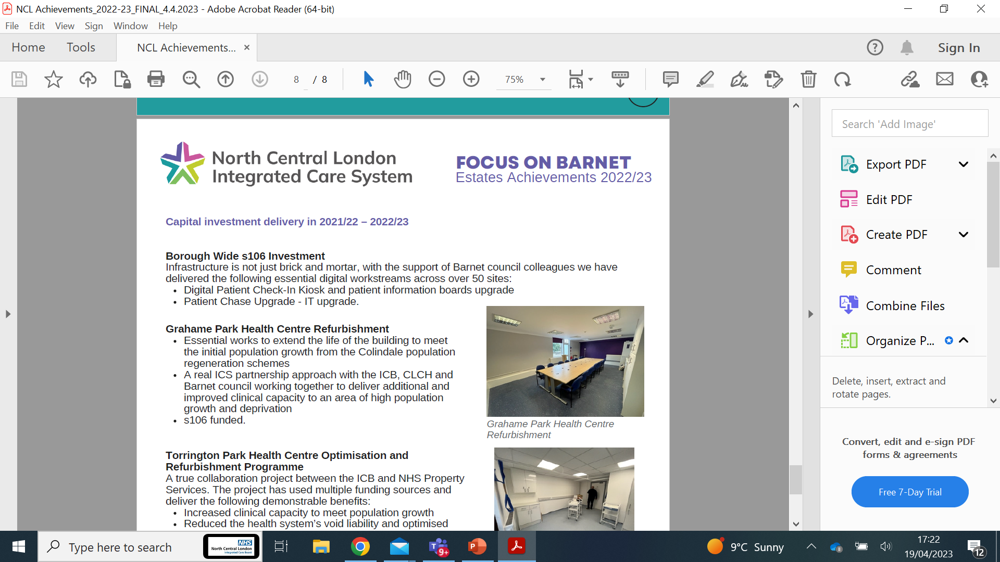 NCL Achievements_2022-23_FINAL_4.4.2023 - Adobe Acrobat Reader (64-bit)
File Edit View Sign Window Help
Home Tools NCL Achievements... × Sign In
8 / 8 75%
Search 'Add Image'
Export PDF
Edit PDF
Create PDF
Comment
Combine Files
Organize P...
Delete, insert, extract and
rotate pages.
Convert, edit and e-sign PDF
forms & agreements
Free 7-Day Trial
North Central London
Integrated Care System
FOCUS ON BARNET
Estates Achievements 2022/23
Capital investment delivery in 2021/22 – 2022/23
Borough Wide s106 Investment
Infrastructure is not just brick and mortar, with the support of Barnet council colleagues we have
delivered the following essential digital workstreams across over 50 sites:
• Digital Patient Check-In Kiosk and patient information boards upgrade
• Patient Chase Upgrade - IT upgrade.
Grahame Park Health Centre Refurbishment
• Essential works to extend the life of the building to meet
the initial population growth from the Colindale population
regeneration schemes
• A real ICS partnership approach with the ICB, CLCH and
Barnet council working together to deliver additional and
improved clinical capacity to an area of high population
growth and deprivation
• s106 funded.
Grahame Park Health Centre
Refurbishment
Torrington Park Health Centre Optimisation and
Refurbishment Programme
A true collaboration project between the ICB and NHS Property
Services. The project has used multiple funding sources and
deliver the following demonstrable benefits:
• Increased clinical capacity to meet population growth
• Reduced the health system's void liability and optimised
Type here to search
NHS
North Central London
Integrated Care Board
9+
9°C Sunny
17:22
19/04/2023
12